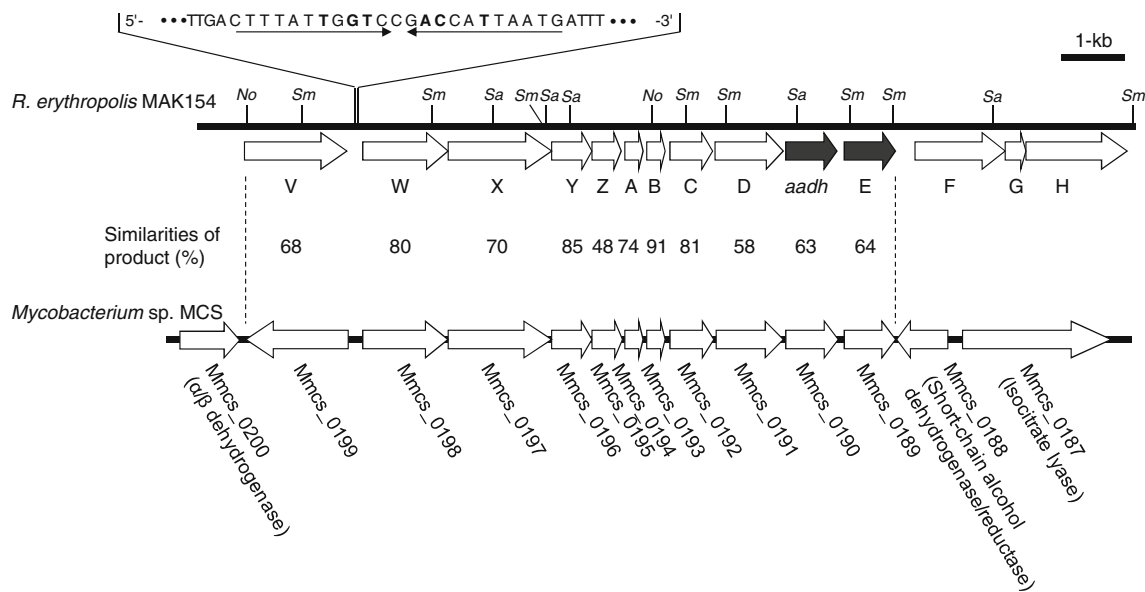 5'- •••TTGACTTTATTGGTCCGACCATTAATGATTT••• -3'
1-kb
R. erythropolis MAK154
No Sm Sm Sa Sm Sa Sa No Sm Sm Sa Sm Sm Sa Sm
V W X Y Z A B C D aadh E F G H
Similarities of
product (%)
68 80 70 85 48 74 91 81 58 63 64
Mycobacterium sp. MCS
Mmcs_0200
(α/β dehydrogenase)
Mmcs_0199
Mmcs_0198
Mmcs_0197
Mmcs_0196
Mmcs_0195
Mmcs_0194
Mmcs_0193
Mmcs_0192
Mmcs_0191
Mmcs_0190
Mmcs_0189
Mmcs_0188
(Short-chain alcohol
dehydrogenase/reductase)
Mmcs_0187
(Isocitrate lyase)